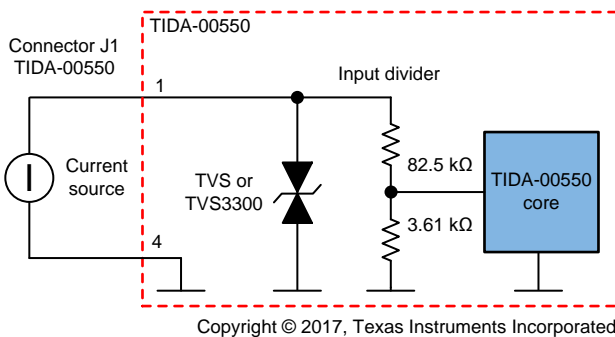 TIDA-00550
Connector J1
TIDA-00550
1
Input divider
I
Current
source
TVS or
TVS3300
82.5 kΩ
3.61 kΩ
TIDA-00550
core
4
Copyright © 2017, Texas Instruments Incorporated